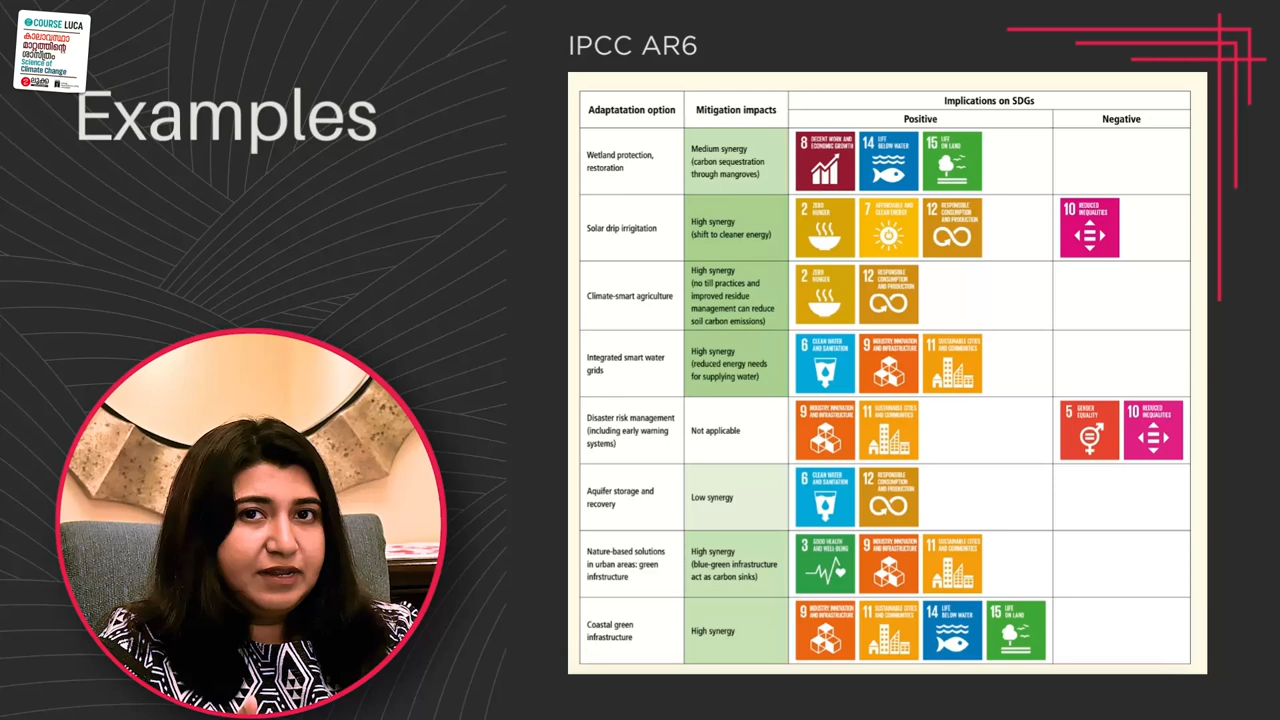 COURSE LUCA
കാലാവസ്ഥാ
മാറ്റത്തിന്റെ
ശാസ്ത്രം
Science of
Climate Change
ലൂക്ക
Examples
IPCC AR6
Adaptatation option
Mitigation impacts
Implications on SDGs
Positive
Negative
Wetland protection,
restoration
Medium synergy
(carbon sequestration
through mangroves)
8 DECENT WORK AND
ECONOMIC GROWTH
14 LIFE
BELOW WATER
15 LIFE
ON LAND
Solar drip irrigitation
High synergy
(shift to cleaner energy)
2 ZERO
HUNGER
7 AFFORDABLE AND
CLEAN ENERGY
12 RESPONSIBLE
CONSUMPTION
AND PRODUCTION
10 REDUCED
INEQUALITIES
Climate-smart agriculture
High synergy
(no till practices and
improved residue
management can reduce
soil carbon emissions)
2 ZERO
HUNGER
12 RESPONSIBLE
CONSUMPTION
AND PRODUCTION
Integrated smart water
grids
High synergy
(reduced energy needs
for supplying water)
6 CLEAN WATER
AND SANITATION
9 INDUSTRY, INNOVATION
AND INFRASTRUCTURE
11 SUSTAINABLE CITIES
AND COMMUNITIES
Disaster risk management
(including early warning
systems)
Not applicable
9 INDUSTRY, INNOVATION
AND INFRASTRUCTURE
11 SUSTAINABLE CITIES
AND COMMUNITIES
5 GENDER
EQUALITY
10 REDUCED
INEQUALITIES
Aquifer storage and
recovery
Low synergy
6 CLEAN WATER
AND SANITATION
12 RESPONSIBLE
CONSUMPTION
AND PRODUCTION
Nature-based solutions
in urban areas: green
infrstructure
High synergy
(blue-green infrastructure
act as carbon sinks)
3 GOOD HEALTH
AND WELL-BEING
9 INDUSTRY, INNOVATION
AND INFRASTRUCTURE
11 SUSTAINABLE CITIES
AND COMMUNITIES
Coastal green
infrastructure
High synergy
9 INDUSTRY, INNOVATION
AND INFRASTRUCTURE
11 SUSTAINABLE CITIES
AND COMMUNITIES
14 LIFE
BELOW WATER
15 LIFE
ON LAND